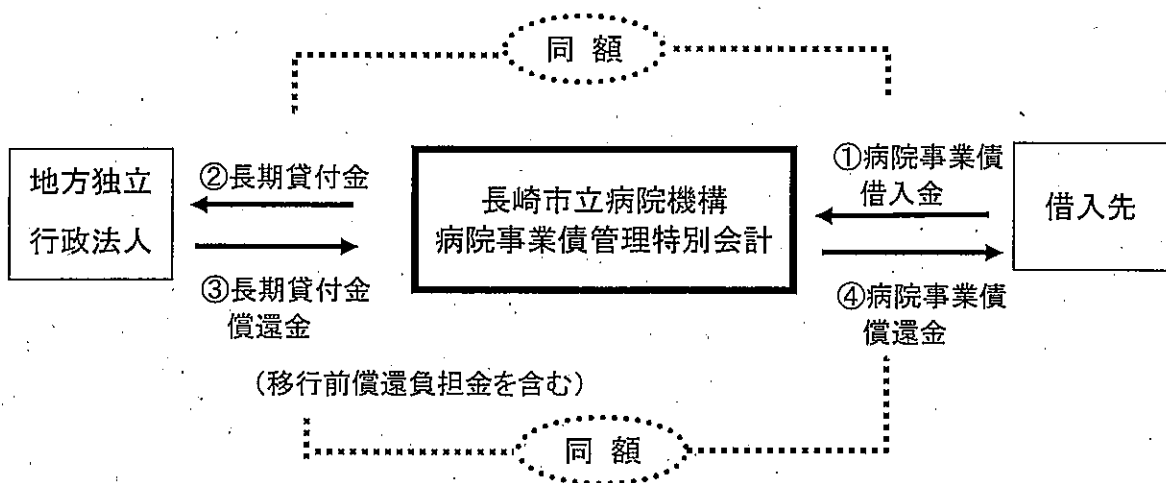 同額
地方独立
行政法人
②長期貸付金
③長期貸付金
償還金
(移行前償還負担金を含む)
長崎市立病院機構
病院事業債管理特別会計
①病院事業債
借入金
④病院事業債
償還金
借入先
同額